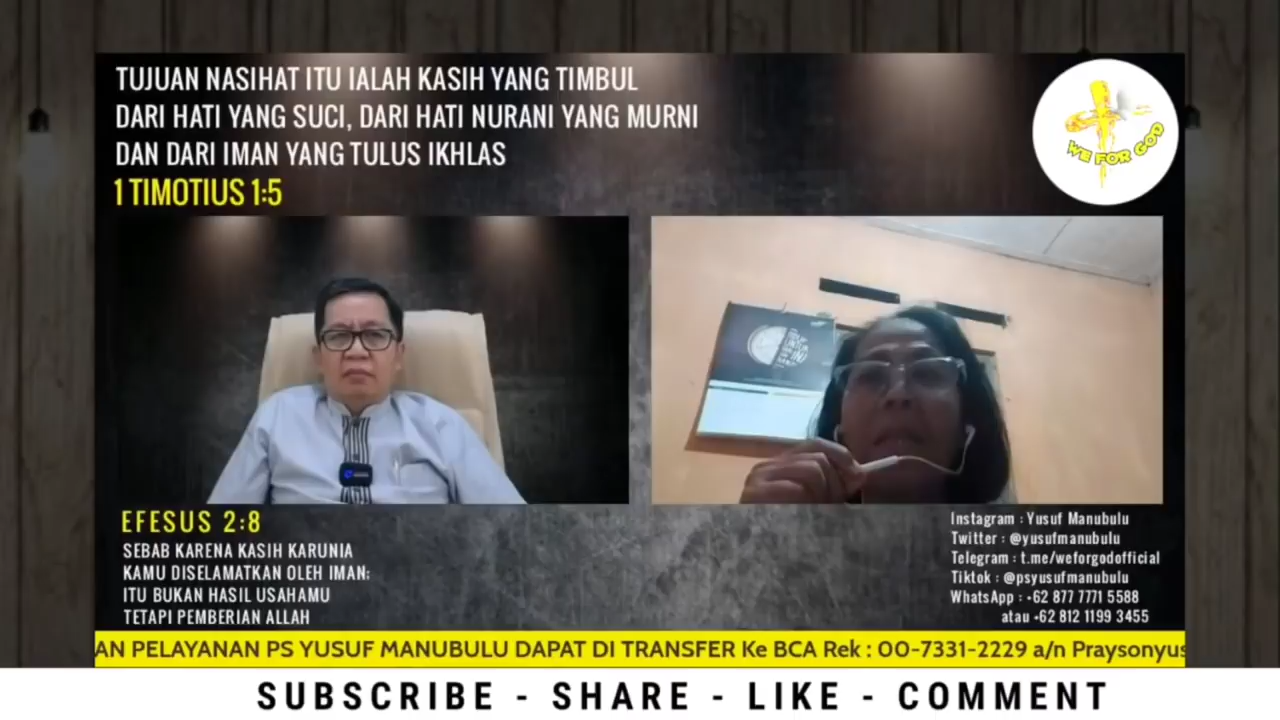 TUJUAN NASIHAT ITU IALAH KASIH YANG TIMBUL
DARI HATI YANG SUCI, DARI HATI NURANI YANG MURNI
DAN DARI IMAN YANG TULUS IKHLAS
1 TIMOTIUS 1:5
WE FOR GOD
EFESUS 2:8
SEBAB KARENA KASIH KARUNIA
KAMU DISELAMATKAN OLEH IMAN:
ITU BUKAN HASIL USAHAMU
TETAPI PEMBERIAN ALLAH
Instagram : Yusuf Manubulu
Twitter : @yusufmanubulu
Telegram : t.me/weforgodofficial
Tiktok : @psyusufmanubulu
WhatsApp : +62 877 7771 5588
atau +62 812 1199 3455
AN PELAYANAN PS YUSUF MANUBULU DAPAT DI TRANSFER Ke BCA Rek : 00-7331-2229 a/n Praysonyus
SUBSCRIBE - SHARE - LIKE - COMMENT